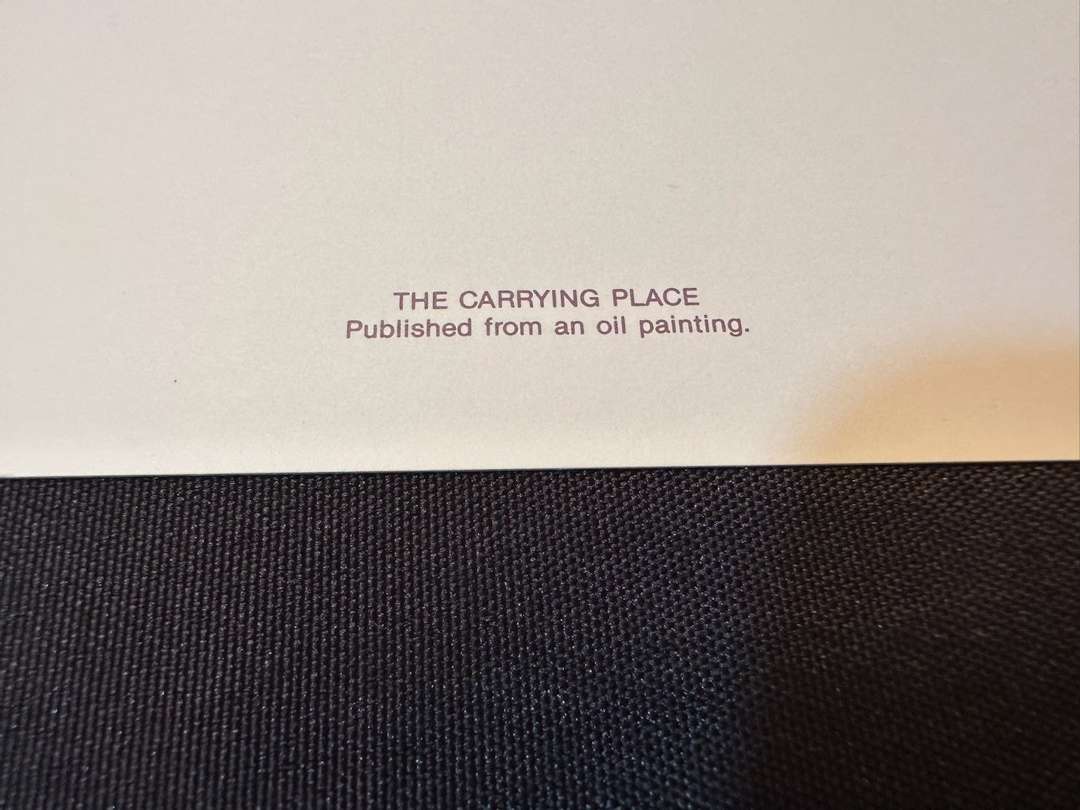 THE CARRYING PLACE
Published from an oil painting.